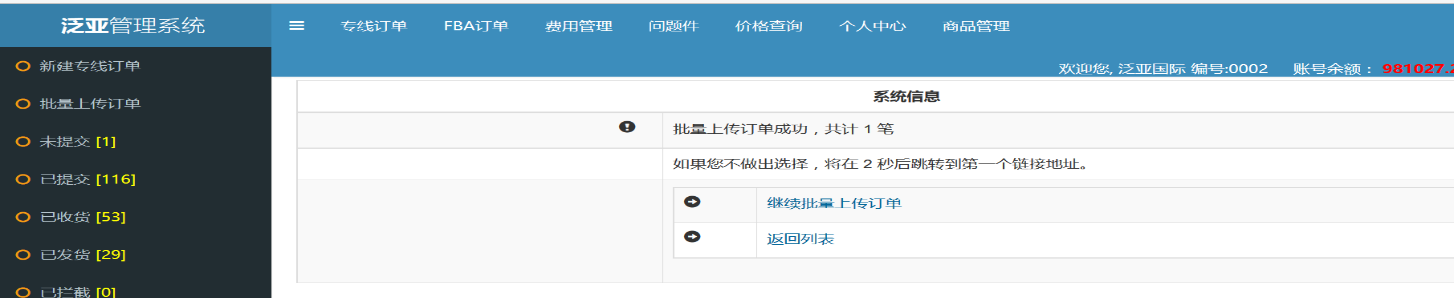 泛亚管理系统
专线订单 FBA订单 费用管理 问题件 价格查询 个人中心 商品管理
欢迎您, 泛亚国际 编号:0002 账号余额： 981027.2
新建专线订单
批量上传订单
未提交 [1]
已提交 [116]
已收货 [53]
已发货 [29]
已拦截 [0]
系统信息
批量上传订单成功，共计 1 笔
如果您不做出选择，将在 2 秒后跳转到第一个链接地址。
继续批量上传订单
返回列表